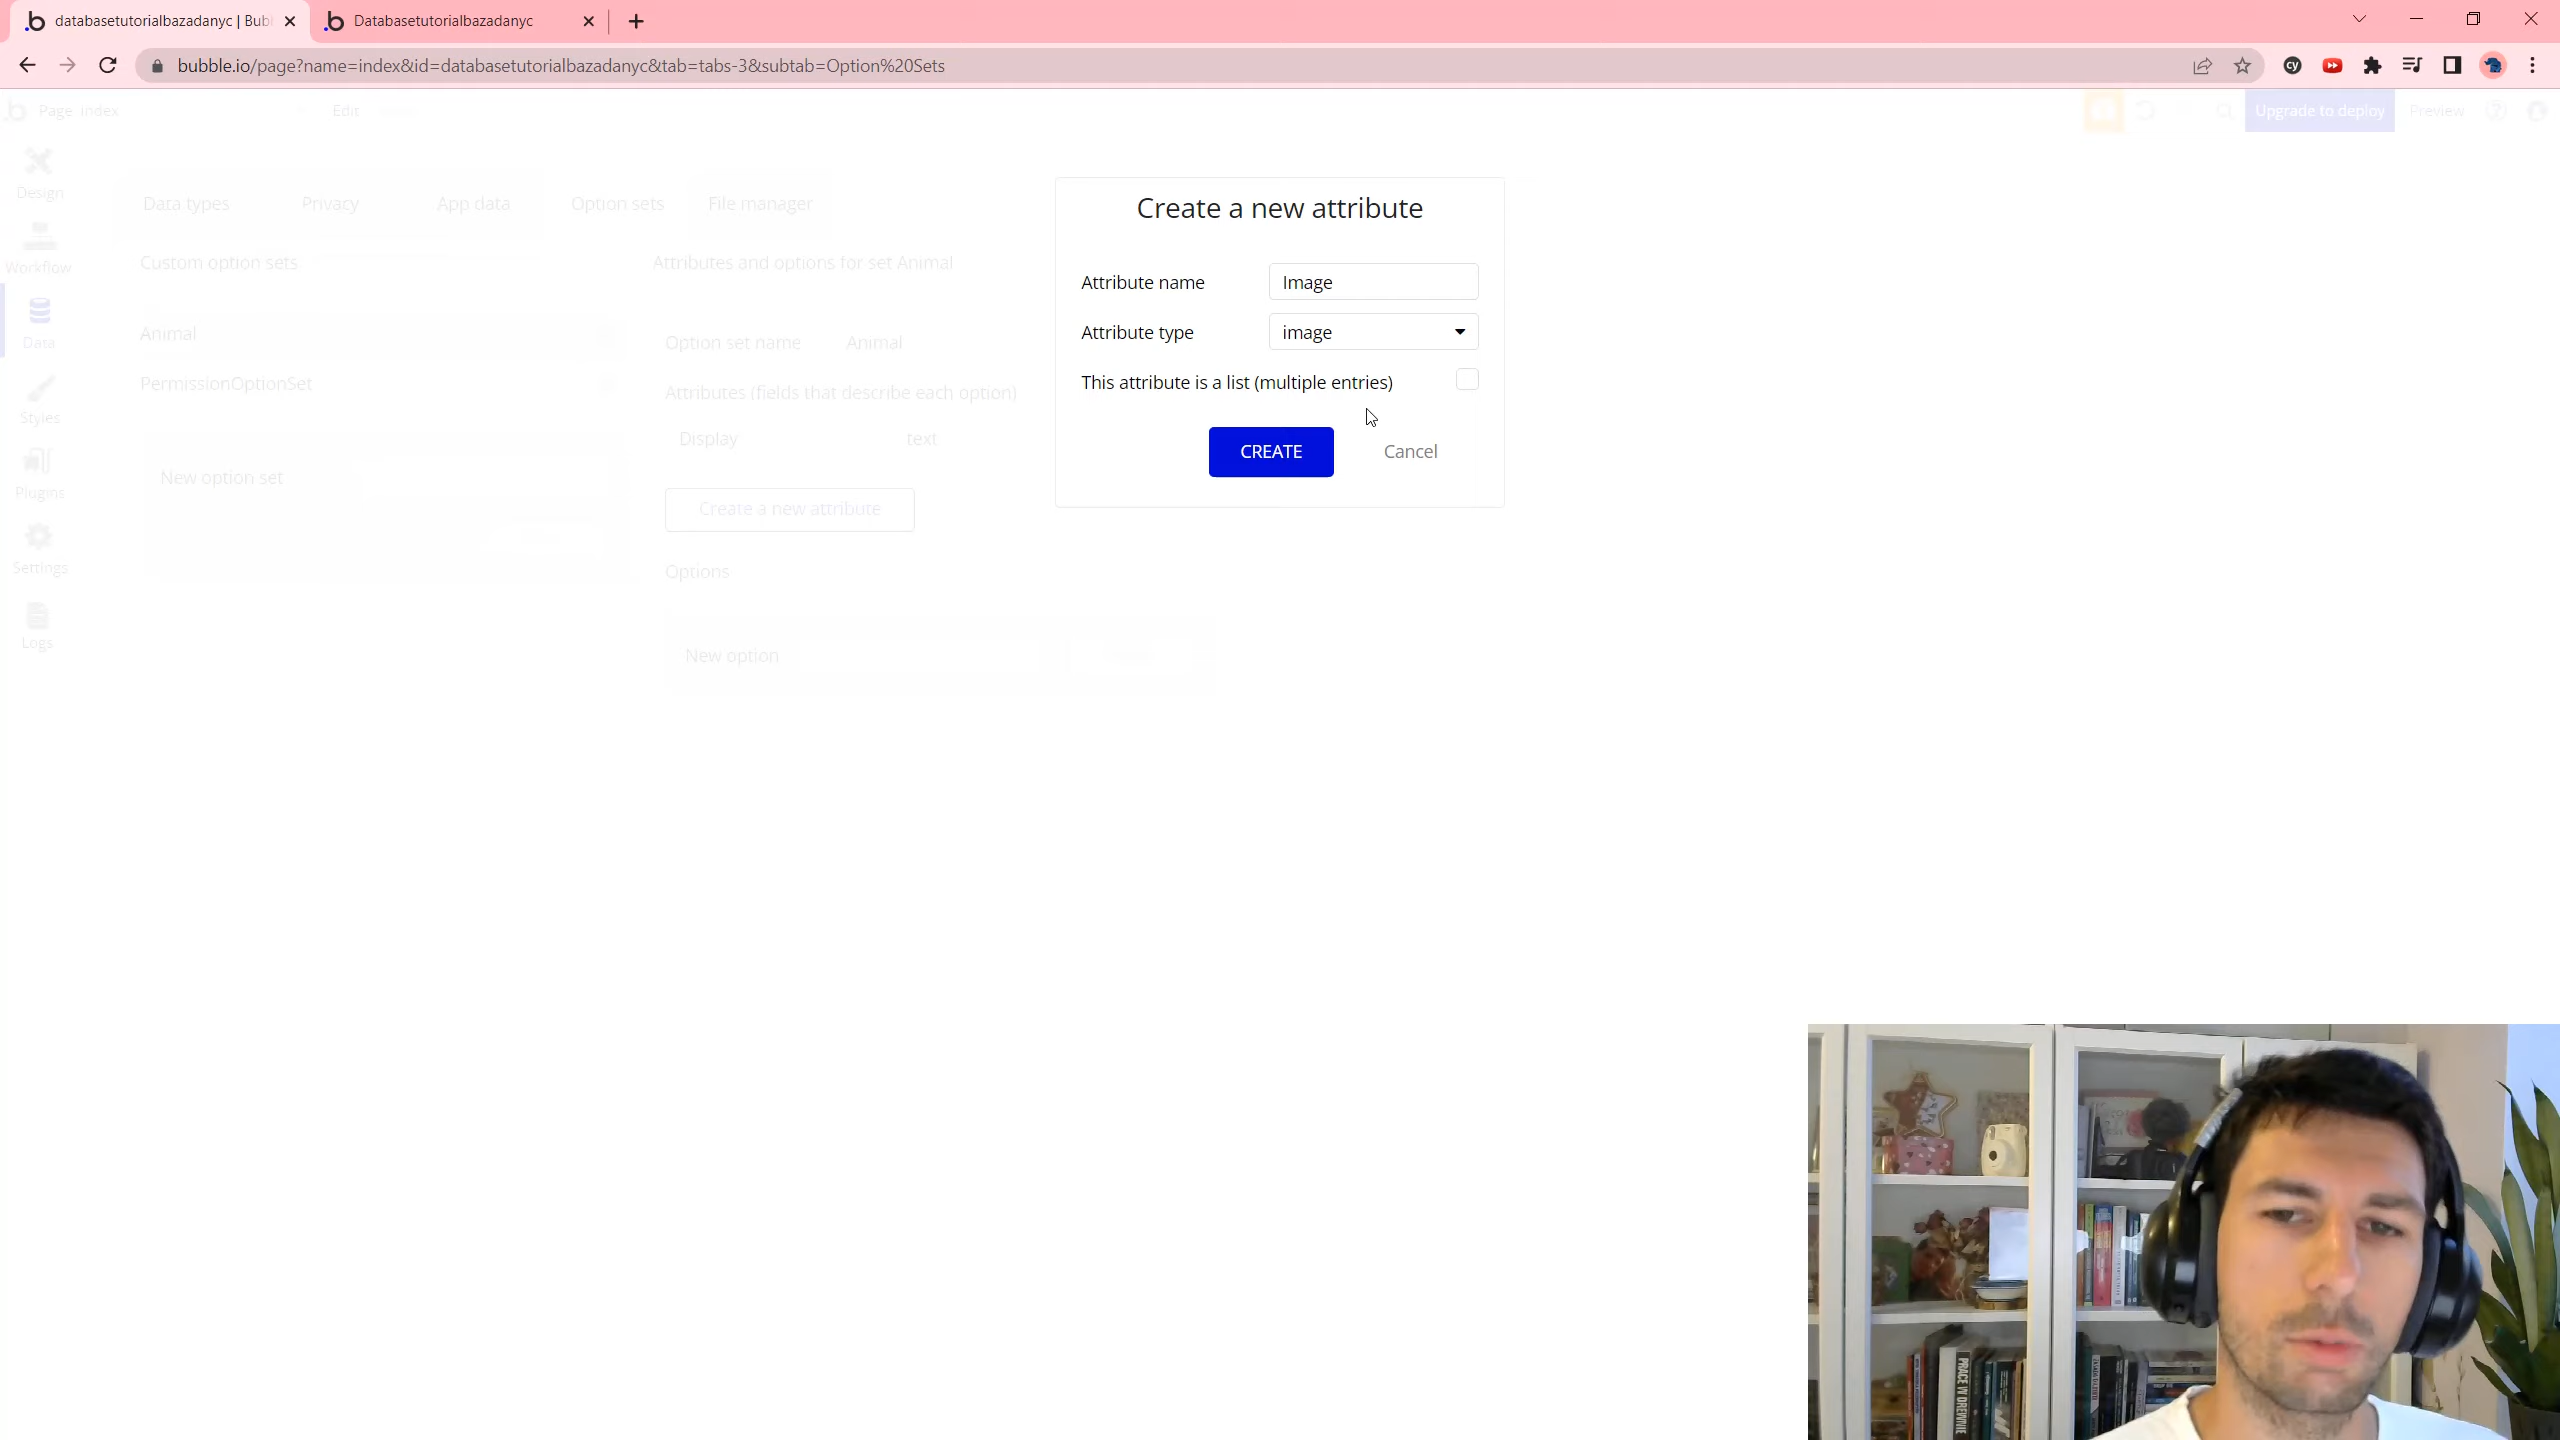 databasetutorialbazadanyc | Bub
Databasetutorialbazadanyc
bubble.io/page?name=index&id=databasetutorialbazadanyc&tab=tabs-3&subtab=Option%20Sets
Page: index
Edit
Upgrade to deploy
Preview
Design
Workflow
Data
Styles
Plugins
Settings
Logs
Data types
Privacy
App data
Option sets
File manager
Custom option sets
Animal
PermissionOptionSet
New option set
Attributes and options for set Animal
Option set name
Animal
Attributes (fields that describe each option)
Display
text
Create a new attribute
Options
New option
Create a new attribute
Attribute name
Image
Attribute type
image
This attribute is a list (multiple entries)
CREATE
Cancel
PRACE W DREWNIE